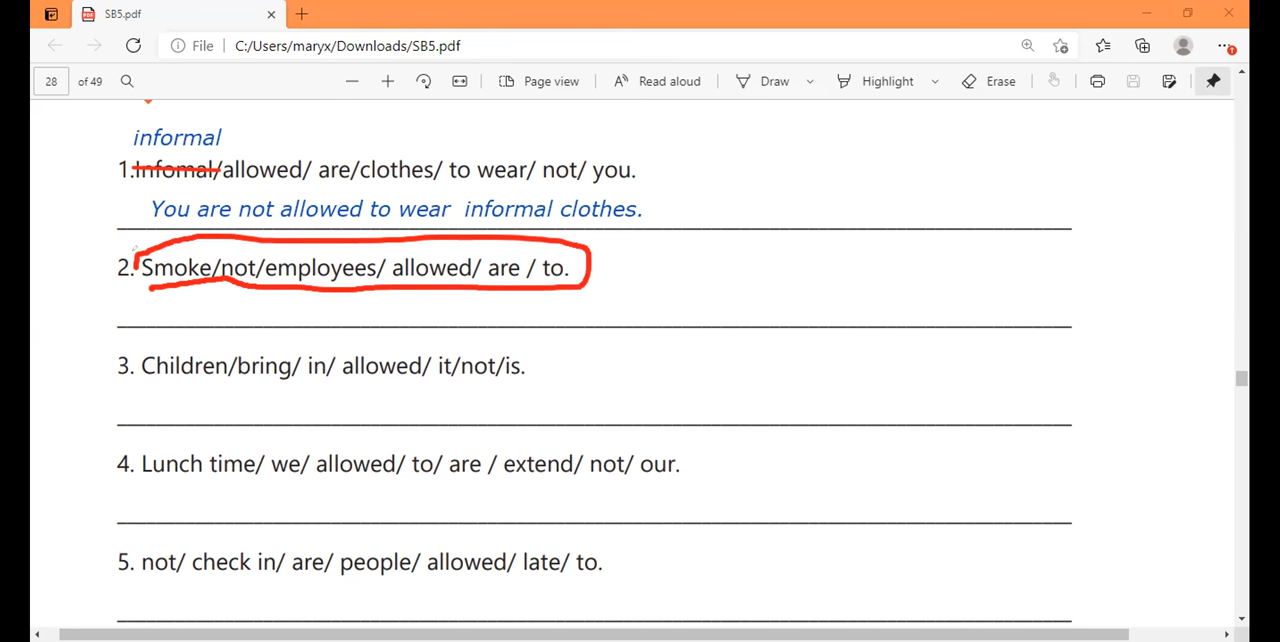 SB5.pdf
File C:/Users/maryx/Downloads/SB5.pdf
28 of 49 Page view Read aloud Draw Highlight Erase
informal
1.Infomal/allowed/ are/clothes/ to wear/ not/ you.
You are not allowed to wear informal clothes.
2. Smoke/not/employees/ allowed/ are / to.
3. Children/bring/ in/ allowed/ it/not/is.
4. Lunch time/ we/ allowed/ to/ are / extend/ not/ our.
5. not/ check in/ are/ people/ allowed/ late/ to.